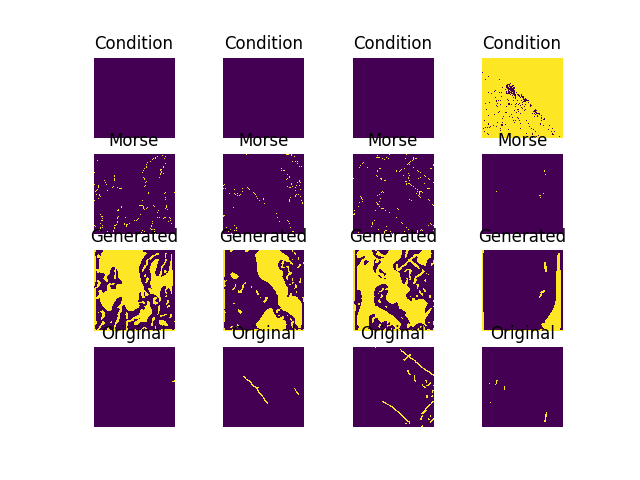 Condition Condition Condition Condition
Morse Morse Morse Morse
Generated Generated Generated Generated
Original Original Original Original